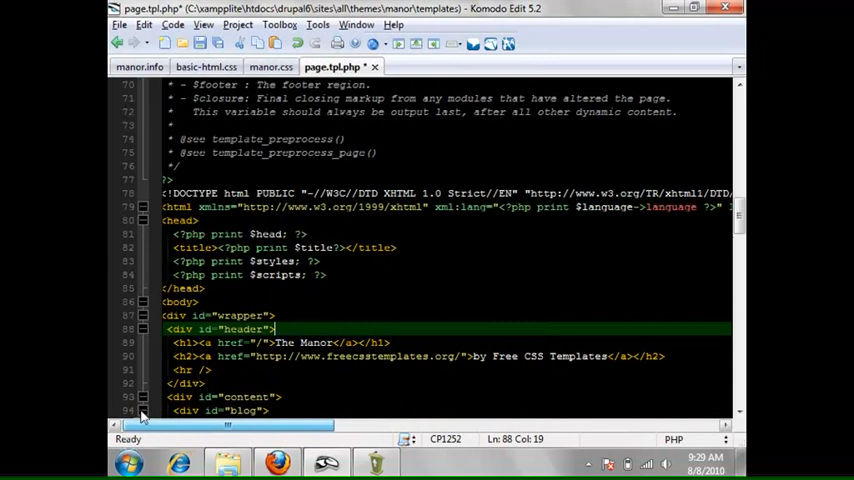 page.tpl.php* (C:\xampplite\htdocs\drupal6\sites\all\themes\manor\templates) - Komodo Edit 5.2
File Edit Code View Project Toolbox Tools Window Help
manor.info basic-html.css manor.css page.tpl.php *
70 * - $footer : The footer region.
71 * - $closure: Final closing markup from any modules that have altered the page.
72 * This variable should always be output last, after all other dynamic content.
73 *
74 * @see template_preprocess()
75 * @see template_preprocess_page()
76 */
77 ?>
78 <!DOCTYPE html PUBLIC "-//W3C//DTD XHTML 1.0 Strict//EN" "http://www.w3.org/TR/xhtml1/DTD/
79 <html xmlns="http://www.w3.org/1999/xhtml" xml:lang="<?php print $language->language ?>" l
80 <head>
81 <?php print $head; ?>
82 <title><?php print $title?></title>
83 <?php print $styles; ?>
84 <?php print $scripts; ?>
85 </head>
86 <body>
87 <div id="wrapper">
88 <div id="header">
89 <h1><a href="/">The Manor</a></h1>
90 <h2><a href="http://www.freecsstemplates.org/">by Free CSS Templates</a></h2>
91 <hr />
92 </div>
93 <div id="content">
94 <div id="blog">
Ready CP1252 Ln: 88 Col: 19 PHP
9:29 AM
8/8/2010